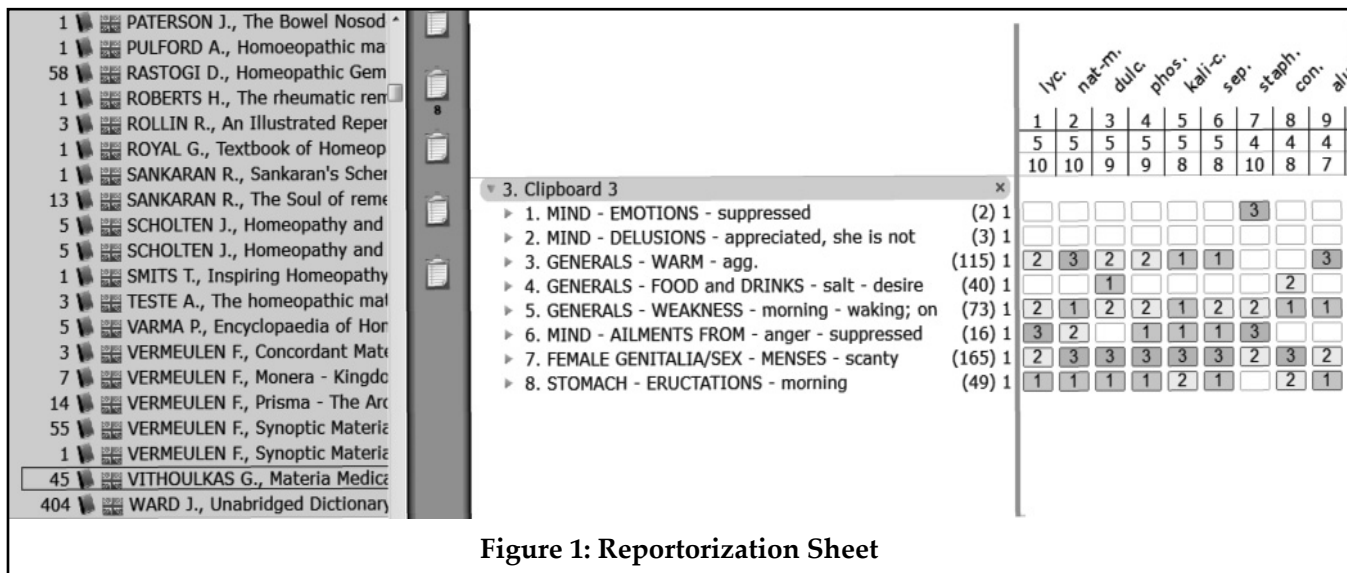 1 PATERSON J., The Bowel Nosod
1 PULFORD A., Homoeopathic ma
58 RASTOGI D., Homeopathic Gem
1 ROBERTS H., The rheumatic rem
3 ROLLIN R., An Illustrated Reper
1 ROYAL G., Textbook of Homeop
1 SANKARAN R., Sankaran's Scher
13 SANKARAN R., The Soul of reme
5 SCHOLTEN J., Homeopathy and
5 SCHOLTEN J., Homeopathy and
1 SMITS T., Inspiring Homeopathy
3 TESTE A., The homeopathic mat
5 VARMA P., Encyclopaedia of Hor
3 VERMEULEN F., Concordant Mate
7 VERMEULEN F., Monera - Kingdo
14 VERMEULEN F., Prisma - The Arc
55 VERMEULEN F., Synoptic Materia
1 VERMEULEN F., Synoptic Materia
45 VITHOULKAS G., Materia Medica
404 WARD J., Unabridged Dictionary
8
lyc. nat-m. dulc. phos. kali-c. sep. staph. con. alu
1 2 3 4 5 6 7 8 9
5 5 5 5 5 5 4 4 4
10 10 9 9 8 8 10 8 7
3. Clipboard 3 x
1. MIND - EMOTIONS - suppressed (2) 1 3
2. MIND - DELUSIONS - appreciated, she is not (3) 1
3. GENERALS - WARM - agg. (115) 1 2 3 2 2 1 1 3
4. GENERALS - FOOD and DRINKS - salt - desire (40) 1 1 2
5. GENERALS - WEAKNESS - morning - waking; on (73) 1 2 1 2 2 1 2 2 1 1
6. MIND - AILMENTS FROM - anger - suppressed (16) 1 3 2 1 1 1 3
7. FEMALE GENITALIA/SEX - MENSES - scanty (165) 1 2 3 3 3 3 3 2 3 2
8. STOMACH - ERUCTATIONS - morning (49) 1 1 1 1 1 2 1 2 1
Figure 1: Reportorization Sheet